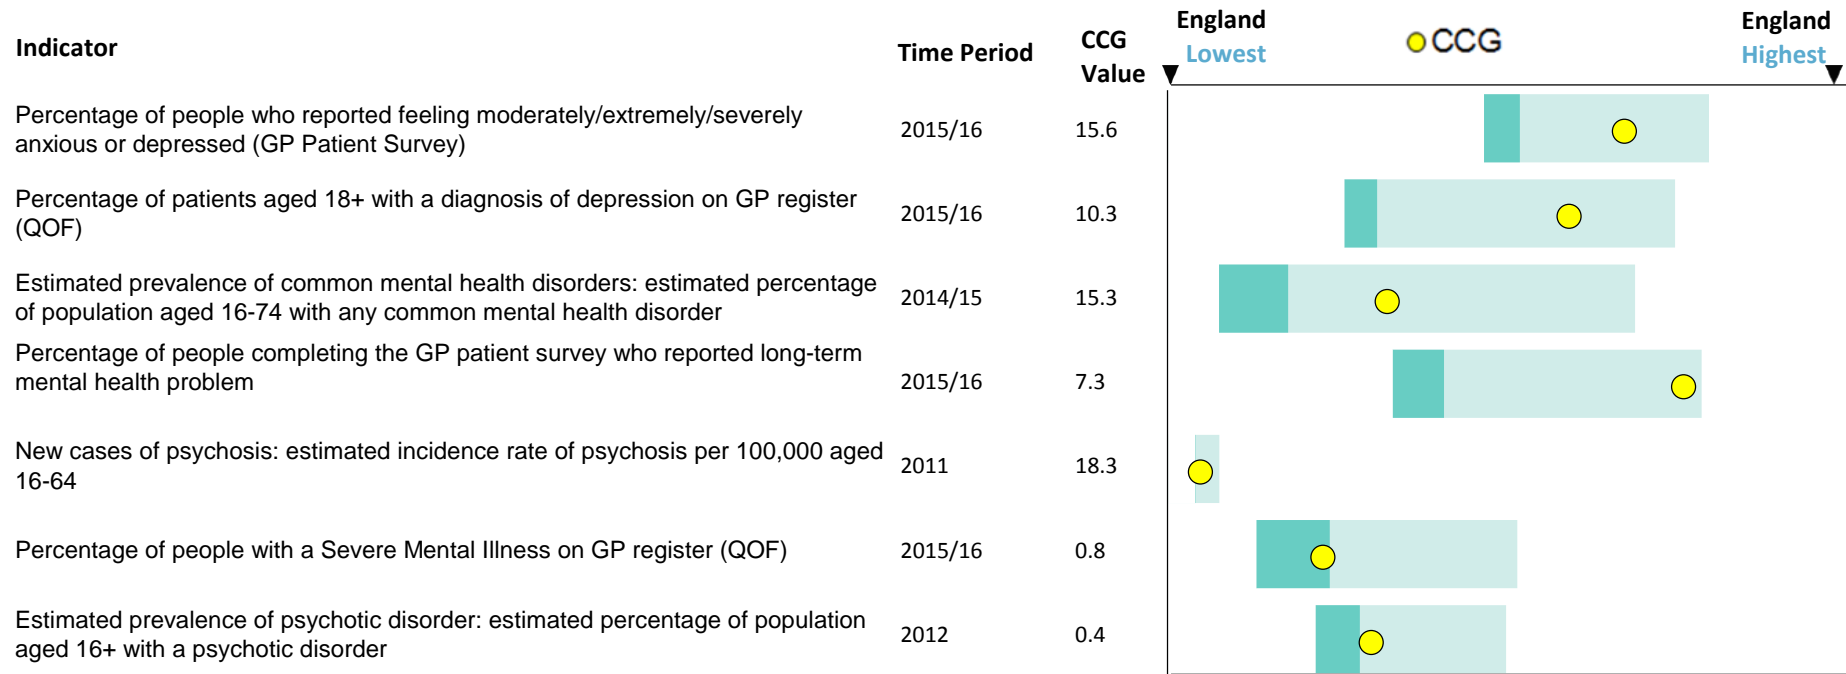 Indicator
Time Period
CCG
Value
England
Lowest
CCG
England
Highest
Percentage of people who reported feeling moderately/extremely/severely
anxious or depressed (GP Patient Survey)
2015/16
15.6
Percentage of patients aged 18+ with a diagnosis of depression on GP register
(QOF)
2015/16
10.3
Estimated prevalence of common mental health disorders: estimated percentage
of population aged 16-74 with any common mental health disorder
2014/15
15.3
Percentage of people completing the GP patient survey who reported long-term
mental health problem
2015/16
7.3
New cases of psychosis: estimated incidence rate of psychosis per 100,000 aged
16-64
2011
18.3
Percentage of people with a Severe Mental Illness on GP register (QOF)
2015/16
0.8
Estimated prevalence of psychotic disorder: estimated percentage of population
aged 16+ with a psychotic disorder
2012
0.4